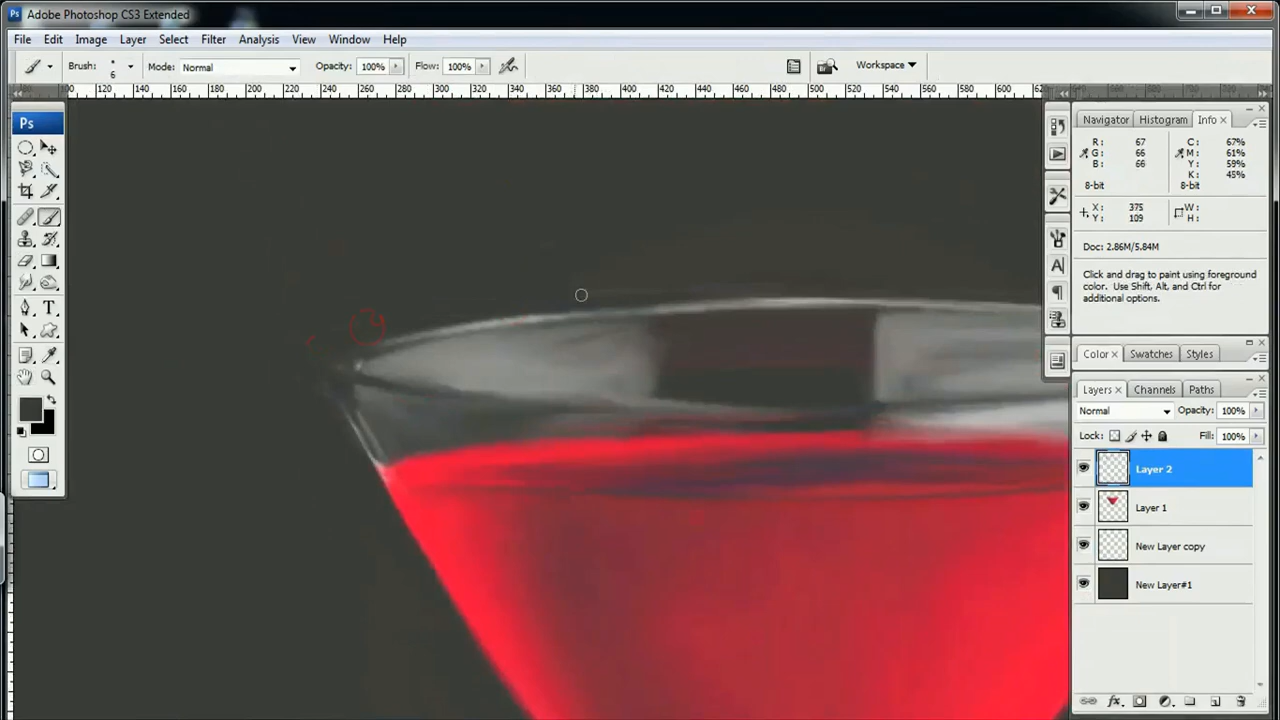 Ps Adobe Photoshop CS3 Extended
File Edit Image Layer Select Filter Analysis View Window Help
Brush: 6 Mode: Normal Opacity: 100% Flow: 100% Workspace
200 180 160 140 120 100 220 240 260 280 300 320 340 360 380 400 420 440 460 480 500 520 540 560 580 600
Ps
Navigator Histogram Info x
R: 67 C: 67%
G: 66 M: 61%
B: 66 Y: 59%
K: 45%
8-bit 8-bit
X: 375 W:
Y: 109 H:
Doc: 2.86M/5.84M
Click and drag to paint using foreground
color. Use Shift, Alt, and Ctrl for
additional options.
Color x Swatches Styles
Layers x Channels Paths
Normal Opacity: 100%
Lock: Fill: 100%
Layer 2
Layer 1
New Layer copy
New Layer#1